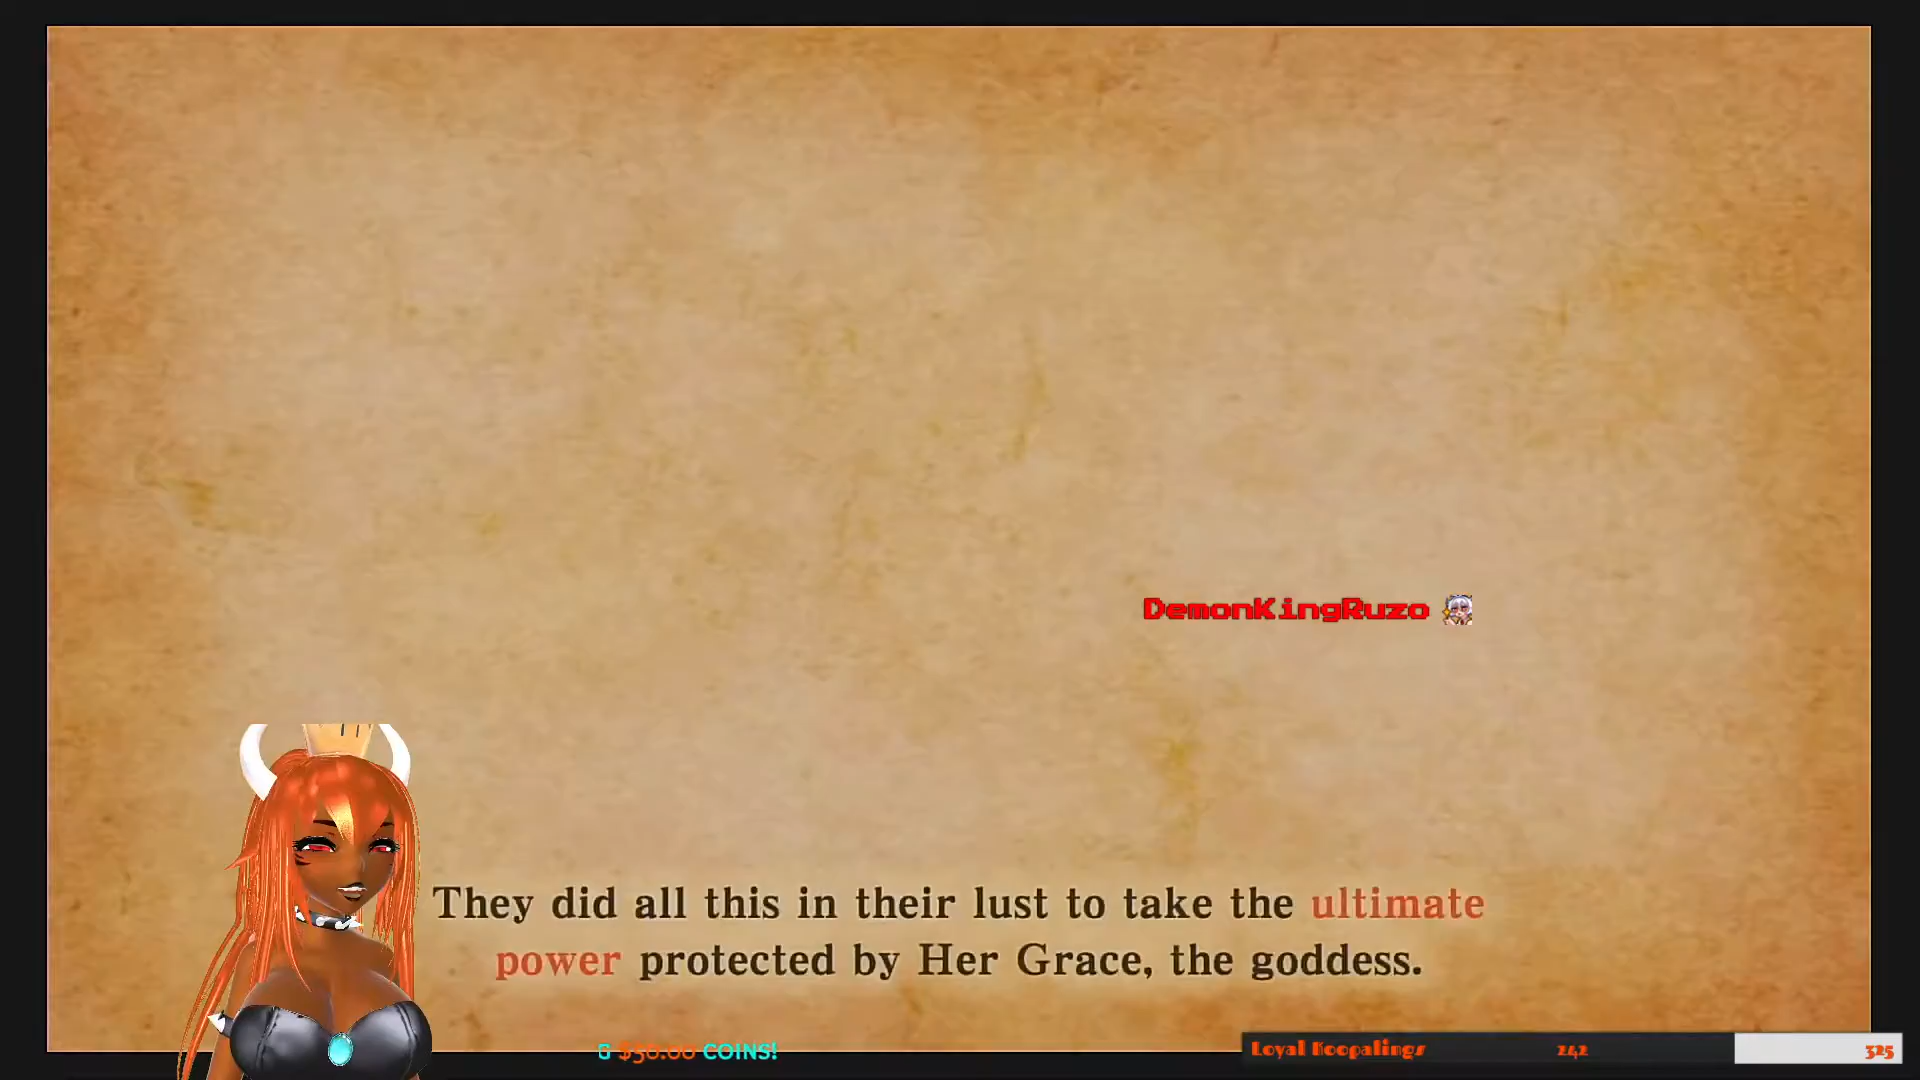 DemonKingRuzo
They did all this in their lust to take the ultimate
power protected by Her Grace, the goddess.
$30.00 COINS!
Loyal Koopalings 242 325